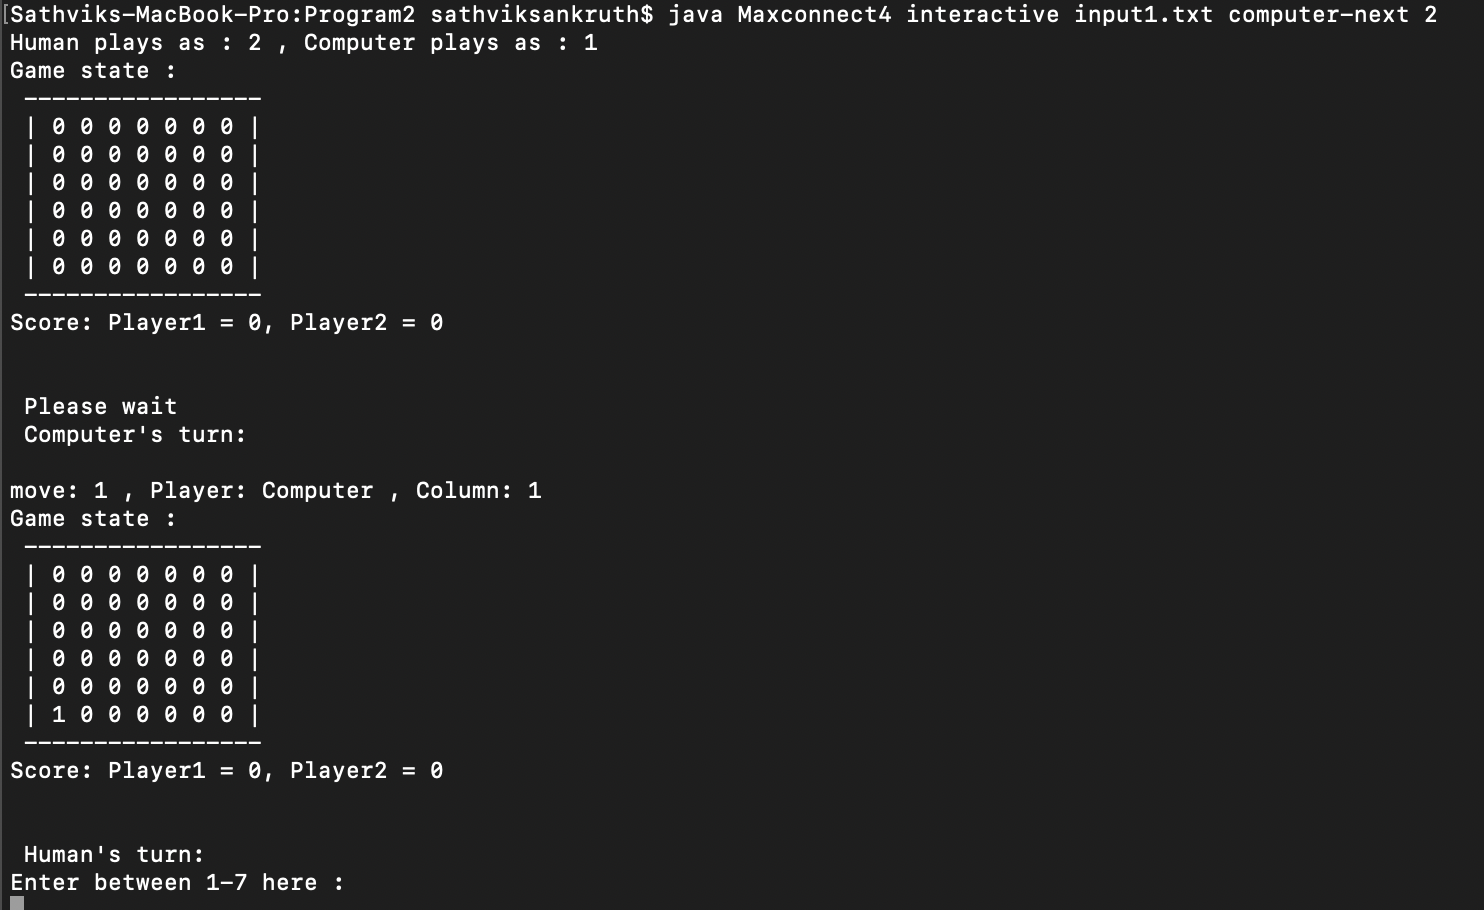 [Sathviks-MacBook-Pro:Program2 sathviksankruth$ java Maxconnect4 interactive input1.txt computer-next 2
Human plays as : 2 , Computer plays as : 1
Game state :
 -----------------
 | 0 0 0 0 0 0 0 |
 | 0 0 0 0 0 0 0 |
 | 0 0 0 0 0 0 0 |
 | 0 0 0 0 0 0 0 |
 | 0 0 0 0 0 0 0 |
 | 0 0 0 0 0 0 0 |
 -----------------
Score: Player1 = 0, Player2 = 0
 Please wait
 Computer's turn:
move: 1 , Player: Computer , Column: 1
Game state :
 -----------------
 | 0 0 0 0 0 0 0 |
 | 0 0 0 0 0 0 0 |
 | 0 0 0 0 0 0 0 |
 | 0 0 0 0 0 0 0 |
 | 0 0 0 0 0 0 0 |
 | 1 0 0 0 0 0 0 |
 -----------------
Score: Player1 = 0, Player2 = 0
 Human's turn:
Enter between 1-7 here :